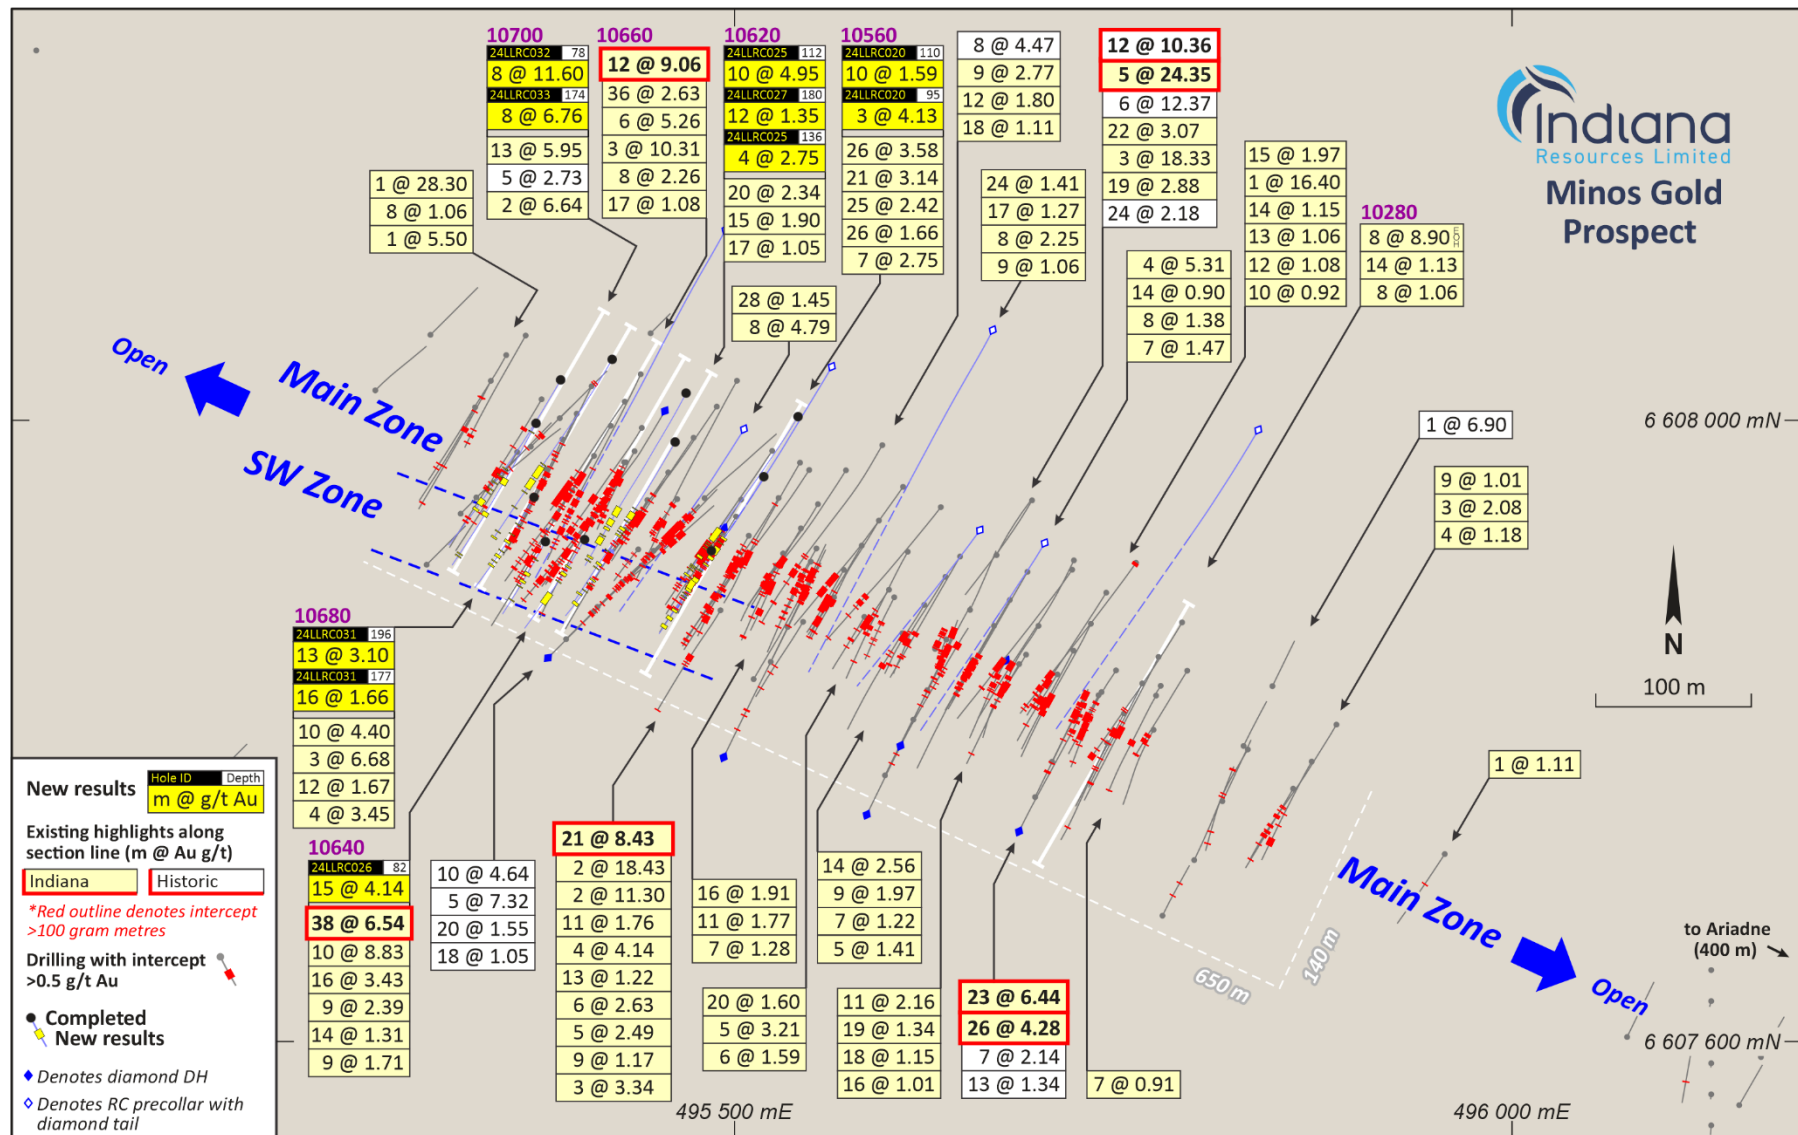 10700
24LLRC032 78
8 @ 11.60
24LLRC033 174
8 @ 6.76
13 @ 5.95
5 @ 2.73
2 @ 6.64
10660
12 @ 9.06
36 @ 2.63
6 @ 5.26
3 @ 10.31
8 @ 2.26
17 @ 1.08
10620
24LLRC025 112
10 @ 4.95
24LLRC027 180
12 @ 1.35
24LLRC025 136
4 @ 2.75
20 @ 2.34
15 @ 1.90
17 @ 1.05
10560
24LLRC020 110
10 @ 1.59
24LLRC020 95
3 @ 4.13
26 @ 3.58
21 @ 3.14
25 @ 2.42
26 @ 1.66
7 @ 2.75
8 @ 4.47
9 @ 2.77
12 @ 1.80
18 @ 1.11
12 @ 10.36
5 @ 24.35
6 @ 12.37
22 @ 3.07
3 @ 18.33
19 @ 2.88
24 @ 2.18
Indiana
Resources Limited
Minos Gold
Prospect
1 @ 28.30
8 @ 1.06
1 @ 5.50
28 @ 1.45
8 @ 4.79
24 @ 1.41
17 @ 1.27
8 @ 2.25
9 @ 1.06
4 @ 5.31
14 @ 0.90
8 @ 1.38
7 @ 1.47
15 @ 1.97
1 @ 16.40
14 @ 1.15
13 @ 1.06
12 @ 1.08
10 @ 0.92
10280
8 @ 8.90 EOH
14 @ 1.13
8 @ 1.06
Open
Main Zone
SW Zone
6 608 000 mN
1 @ 6.90
9 @ 1.01
3 @ 2.08
4 @ 1.18
N
100 m
10680
24LLRC031 196
13 @ 3.10
24LLRC031 177
16 @ 1.66
10 @ 4.40
3 @ 6.68
12 @ 1.67
4 @ 3.45
10640
24LLRC026 82
15 @ 4.14
38 @ 6.54
10 @ 8.83
16 @ 3.43
9 @ 2.39
14 @ 1.31
9 @ 1.71
10 @ 4.64
5 @ 7.32
20 @ 1.55
18 @ 1.05
21 @ 8.43
2 @ 18.43
2 @ 11.30
11 @ 1.76
4 @ 4.14
13 @ 1.22
6 @ 2.63
5 @ 2.49
9 @ 1.17
3 @ 3.34
16 @ 1.91
11 @ 1.77
7 @ 1.28
20 @ 1.60
5 @ 3.21
6 @ 1.59
14 @ 2.56
9 @ 1.97
7 @ 1.22
5 @ 1.41
11 @ 2.16
19 @ 1.34
18 @ 1.15
16 @ 1.01
23 @ 6.44
26 @ 4.28
7 @ 2.14
13 @ 1.34
7 @ 0.91
1 @ 1.11
650 m
140 m
Main Zone
Open
to Ariadne
(400 m)
6 607 600 mN
495 500 mE
496 000 mE
New results
Hole ID Depth
m @ g/t Au
Existing highlights along
section line (m @ Au g/t)
Indiana Historic
*Red outline denotes intercept
>100 gram metres
Drilling with intercept
>0.5 g/t Au
Completed
New results
Denotes diamond DH
Denotes RC precollar with
diamond tail